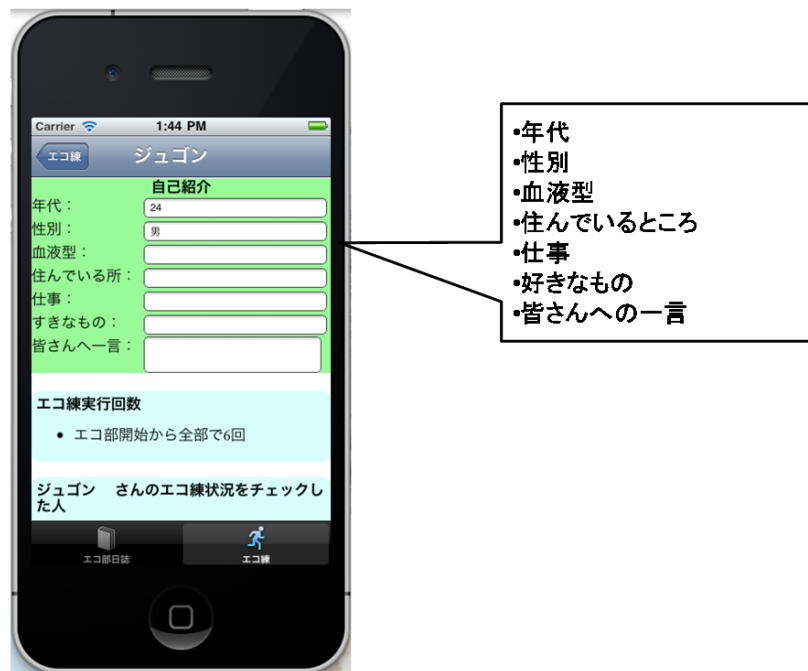 Carrier 1:44 PM
エコ練 ジュゴン
自己紹介
年代： 24
性別： 男
血液型：
住んでいる所：
仕事：
すきなもの：
皆さんへ一言：
エコ練実行回数
• エコ部開始から全部で6回
ジュゴン さんのエコ練状況をチェックし
た人
エコ部日誌 エコ練
•年代
•性別
•血液型
•住んでいるところ
•仕事
•好きなもの
•皆さんへの一言